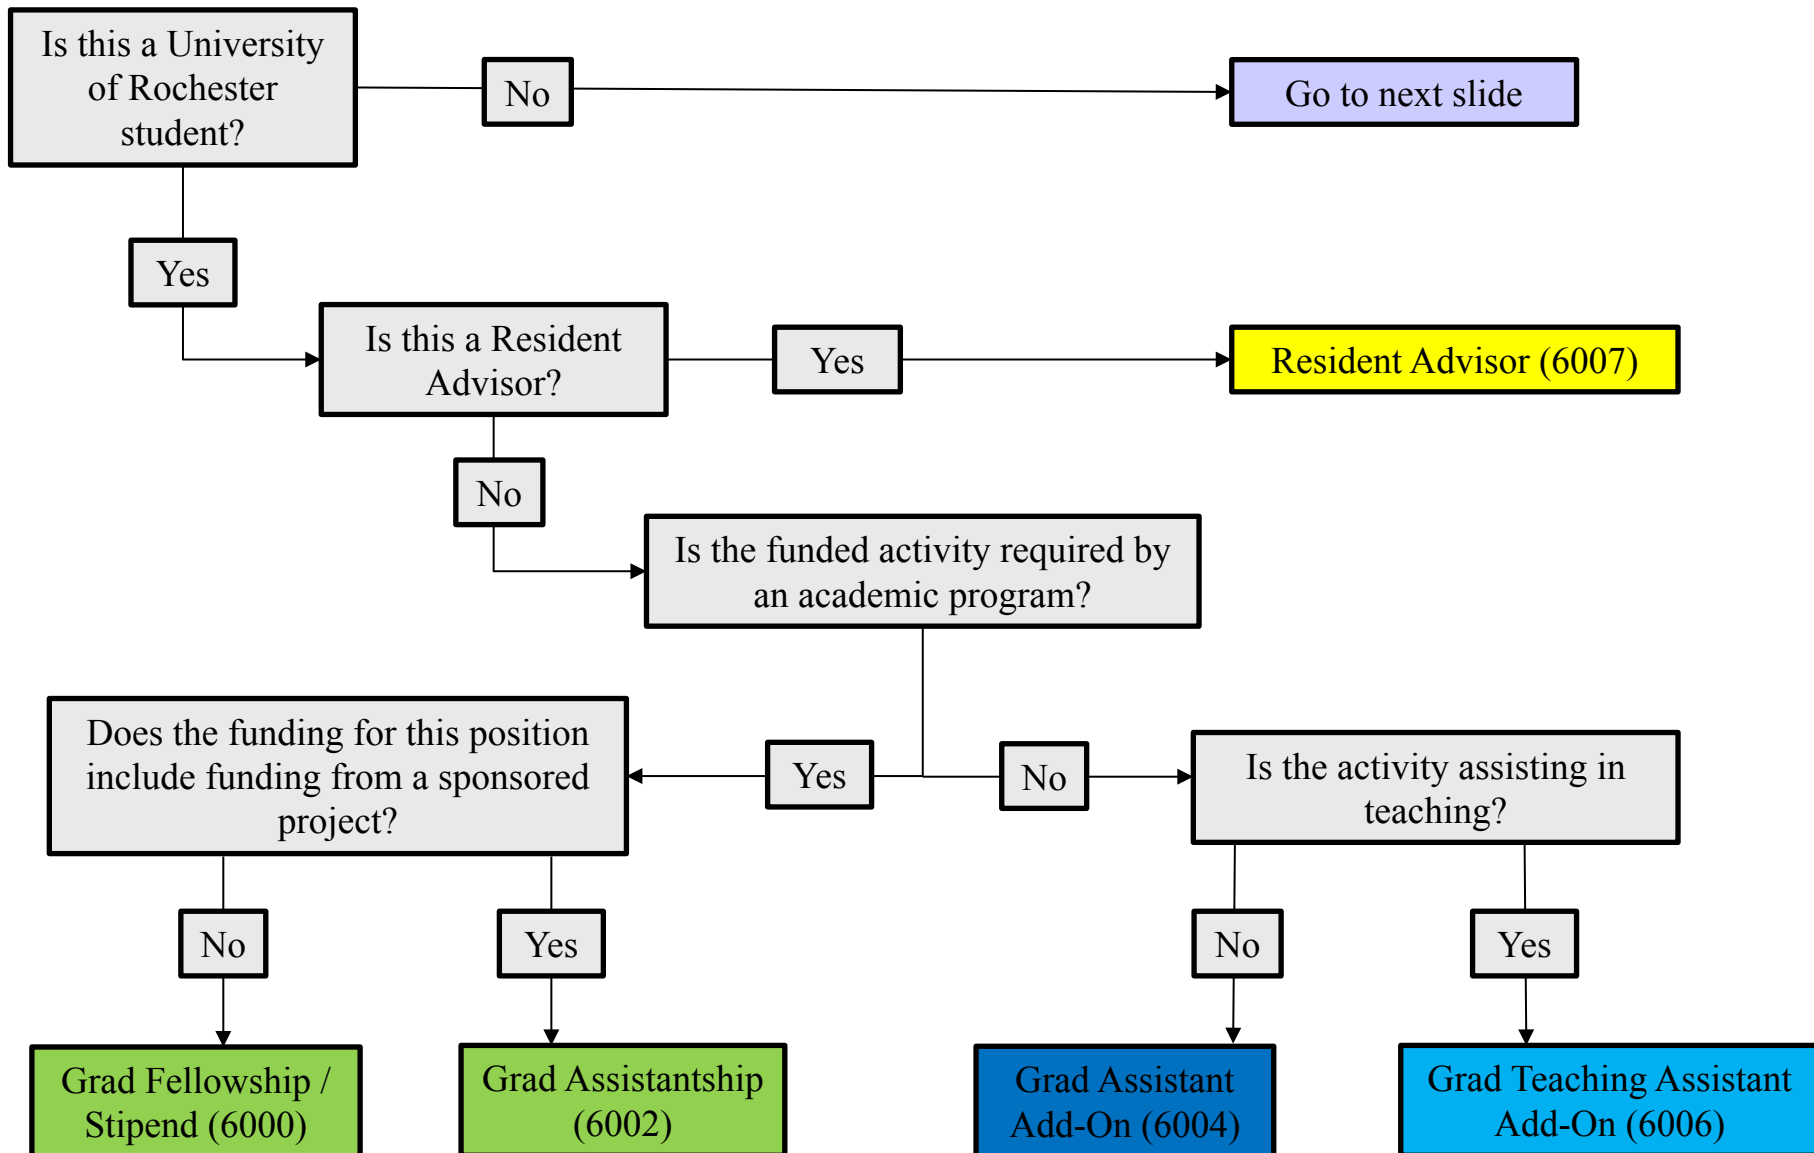 Is this a University
of Rochester
student?
No
Go to next slide
Yes
Is this a Resident
Advisor?
Yes
Resident Advisor (6007)
No
Is the funded activity required by
an academic program?
Does the funding for this position
include funding from a sponsored
project?
Yes
No
Is the activity assisting in
teaching?
No
Yes
No
Yes
Grad Fellowship /
Stipend (6000)
Grad Assistantship
(6002)
Grad Assistant
Add-On (6004)
Grad Teaching Assistant
Add-On (6006)